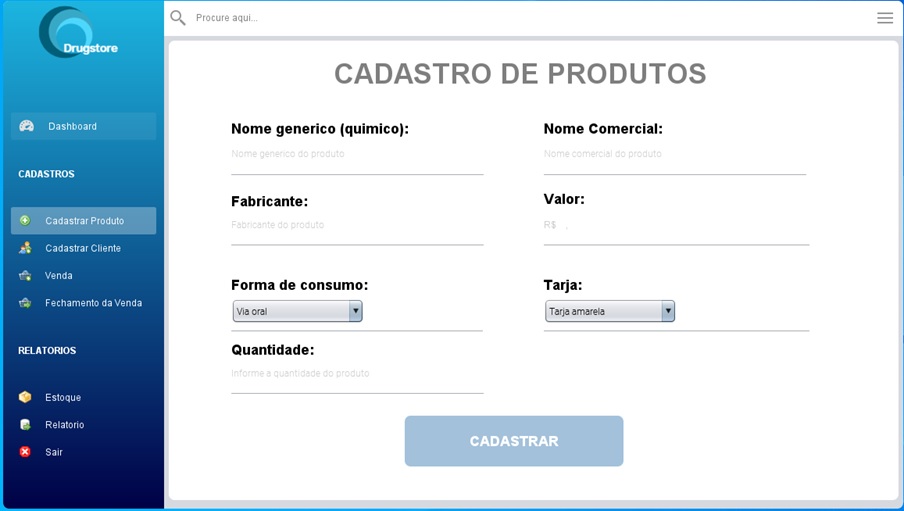 Drugstore
Procure aqui...
CADASTRO DE PRODUTOS
Dashboard
CADASTROS
Cadastrar Produto
Cadastrar Cliente
Venda
Fechamento da Venda
RELATORIOS
Estoque
Relatorio
Sair
Nome generico (quimico):
Nome generico do produto
Nome Comercial:
Nome comercial do produto
Fabricante:
Fabricante do produto
Valor:
R$ .
Forma de consumo:
Via oral
Tarja:
Tarja amarela
Quantidade:
Informe a quantidade do produto
CADASTRAR